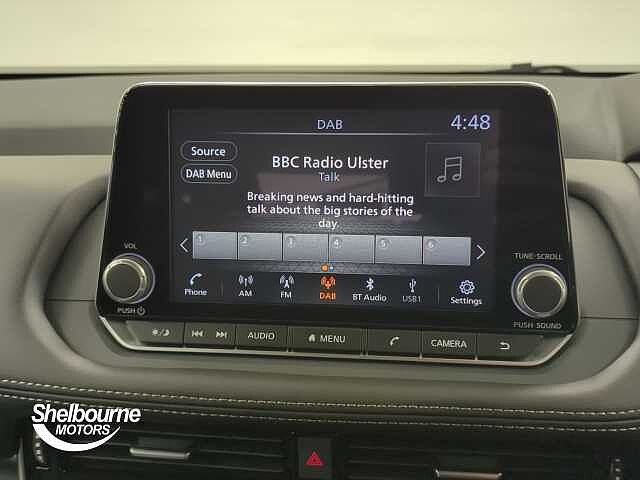 DAB
4:48
Source
BBC Radio Ulster
Talk
DAB Menu
Breaking news and hard-hitting
talk about the big stories of the
day.
1 2 3 4 5 6
VOL
TUNE·SCROLL
Phone
AM
FM
DAB
BT Audio
USB1
Settings
PUSH
PUSH SOUND
AUDIO
MENU
CAMERA
Shelbourne
MOTORS